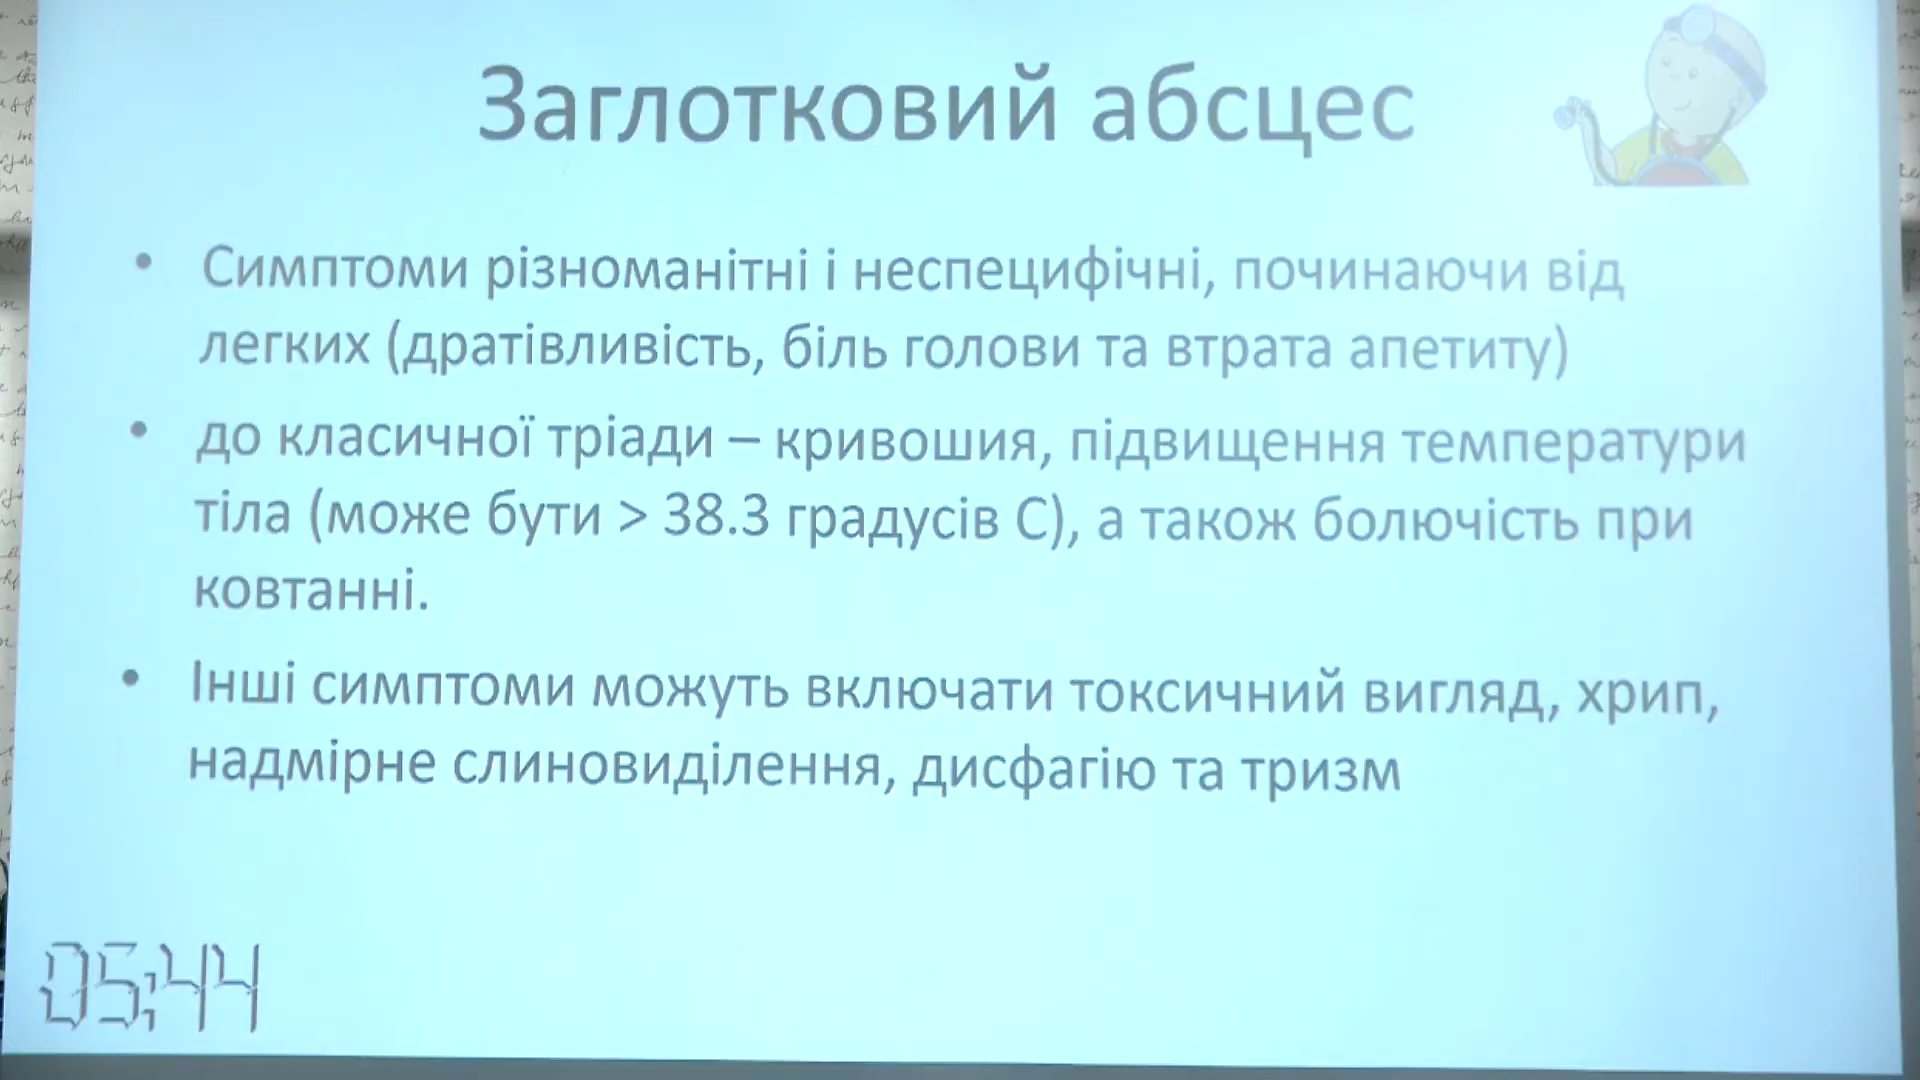 Заглотковий абсцес
• Симптоми різноманітні і неспецифічні, починаючи від
легких (дратівливість, біль голови та втрата апетиту)
• до класичної тріади – кривошия, підвищення температури
тіла (може бути > 38.3 градусів С), а також болючість при
ковтанні.
• Інші симптоми можуть включати токсичний вигляд, хрип,
надмірне слиновиділення, дисфагію та тризм
05:44